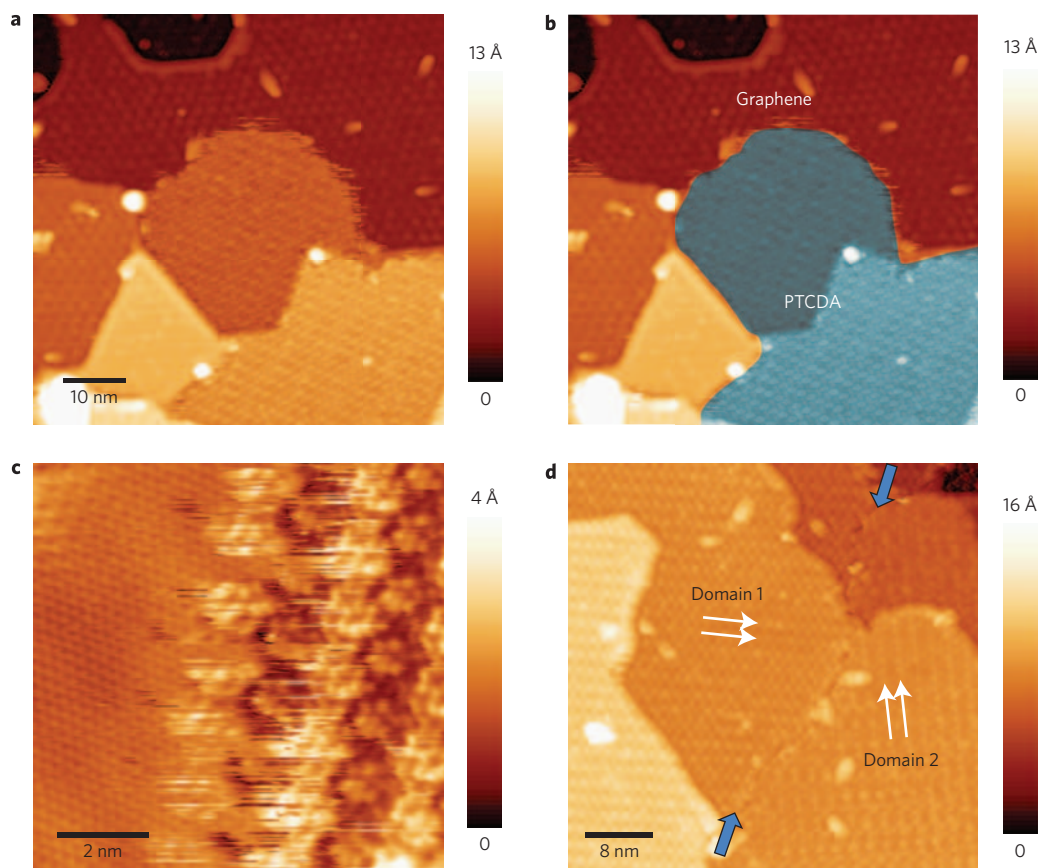 a
13 Å
10 nm
0
b
13 Å
Graphene
PTCDA
0
c
4 Å
2 nm
0
d
16 Å
Domain 1
Domain 2
8 nm
0